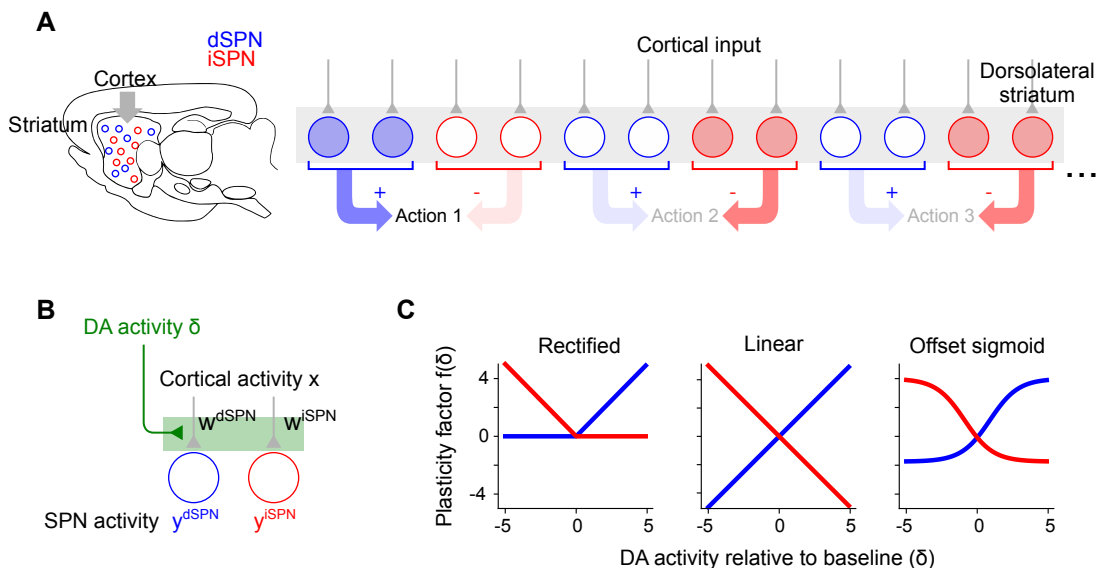 A
dSPN
iSPN
Cortex
Striatum
Cortical input
Dorsolateral
striatum
+ - + - + -
Action 1 Action 2 Action 3
...
B
DA activity δ
Cortical activity x
w^dSPN w^iSPN
SPN activity y^dSPN y^iSPN
C
Rectified Linear Offset sigmoid
Plasticity factor f(δ)
4
0
-4
-5 0 5 -5 0 5 -5 0 5
DA activity relative to baseline (δ)